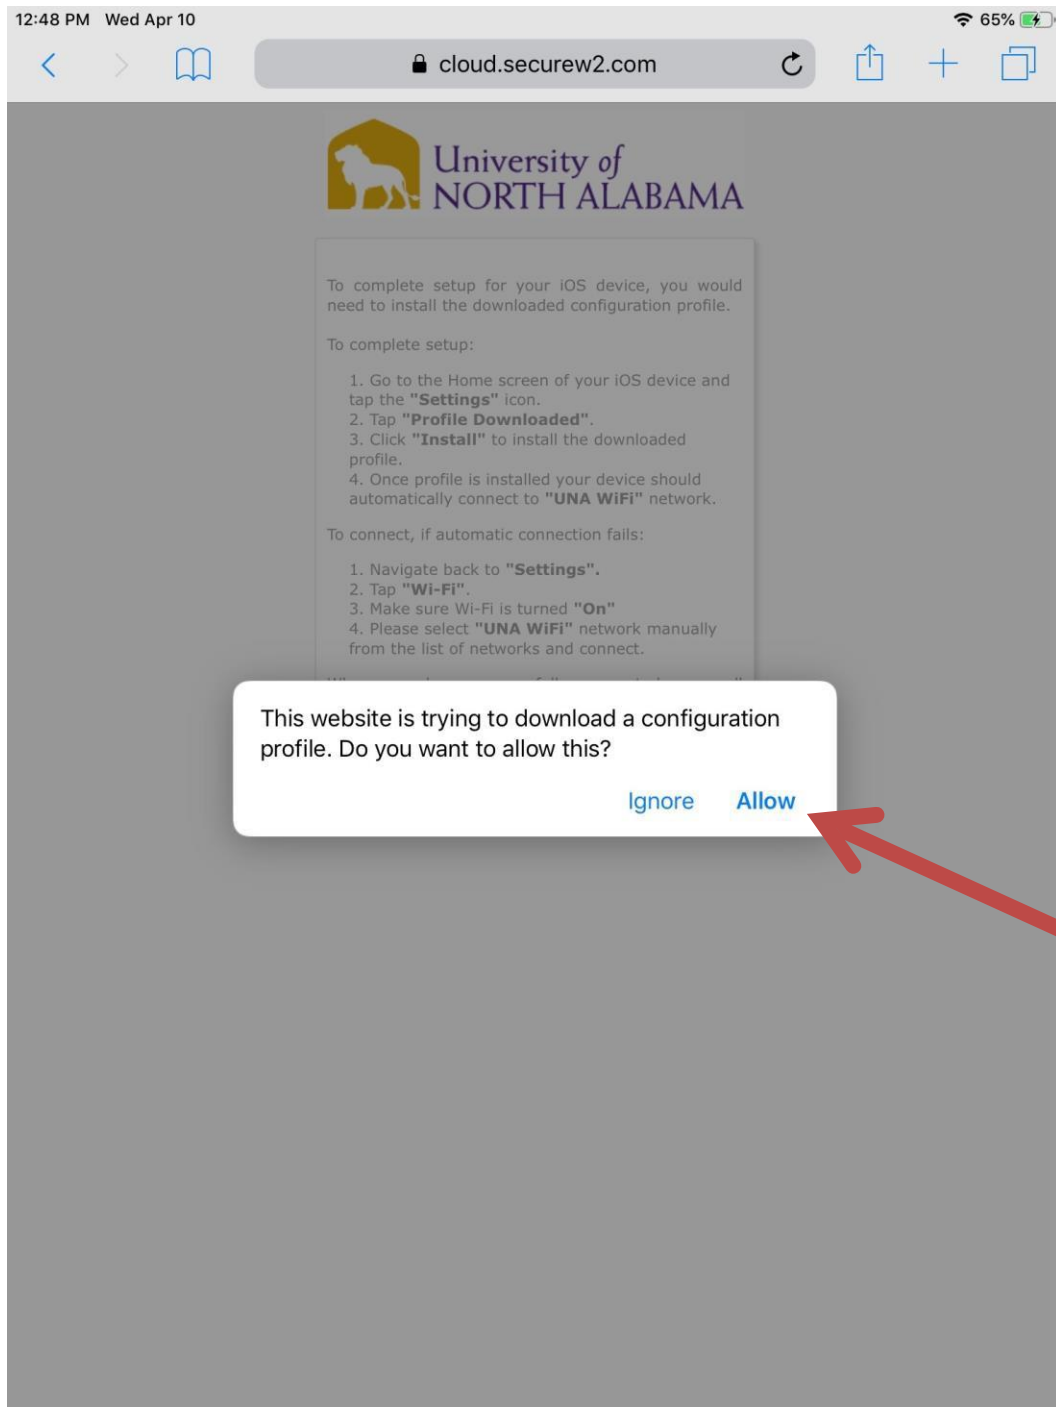 12:48 PM Wed Apr 10 65%
cloud.securew2.com
University of
NORTH ALABAMA
To complete setup for your iOS device, you would
need to install the downloaded configuration profile.
To complete setup:
1. Go to the Home screen of your iOS device and
tap the "Settings" icon.
2. Tap "Profile Downloaded".
3. Click "Install" to install the downloaded
profile.
4. Once profile is installed your device should
automatically connect to "UNA WiFi" network.
To connect, if automatic connection fails:
1. Navigate back to "Settings".
2. Tap "Wi-Fi".
3. Make sure Wi-Fi is turned "On"
4. Please select "UNA WiFi" network manually
from the list of networks and connect.
This website is trying to download a configuration
profile. Do you want to allow this?
Ignore Allow